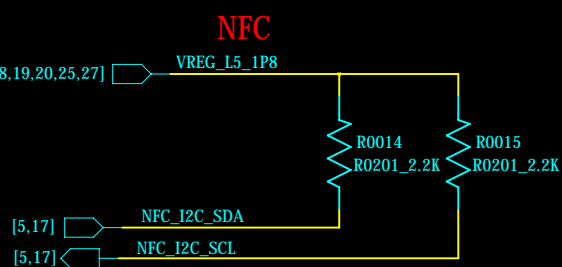 NFC
8,19,20,25,27]
VREG_L5_1P8
R0014
R0201_2.2K
R0015
R0201_2.2K
[5,17]
NFC_I2C_SDA
[5,17]
NFC_I2C_SCL